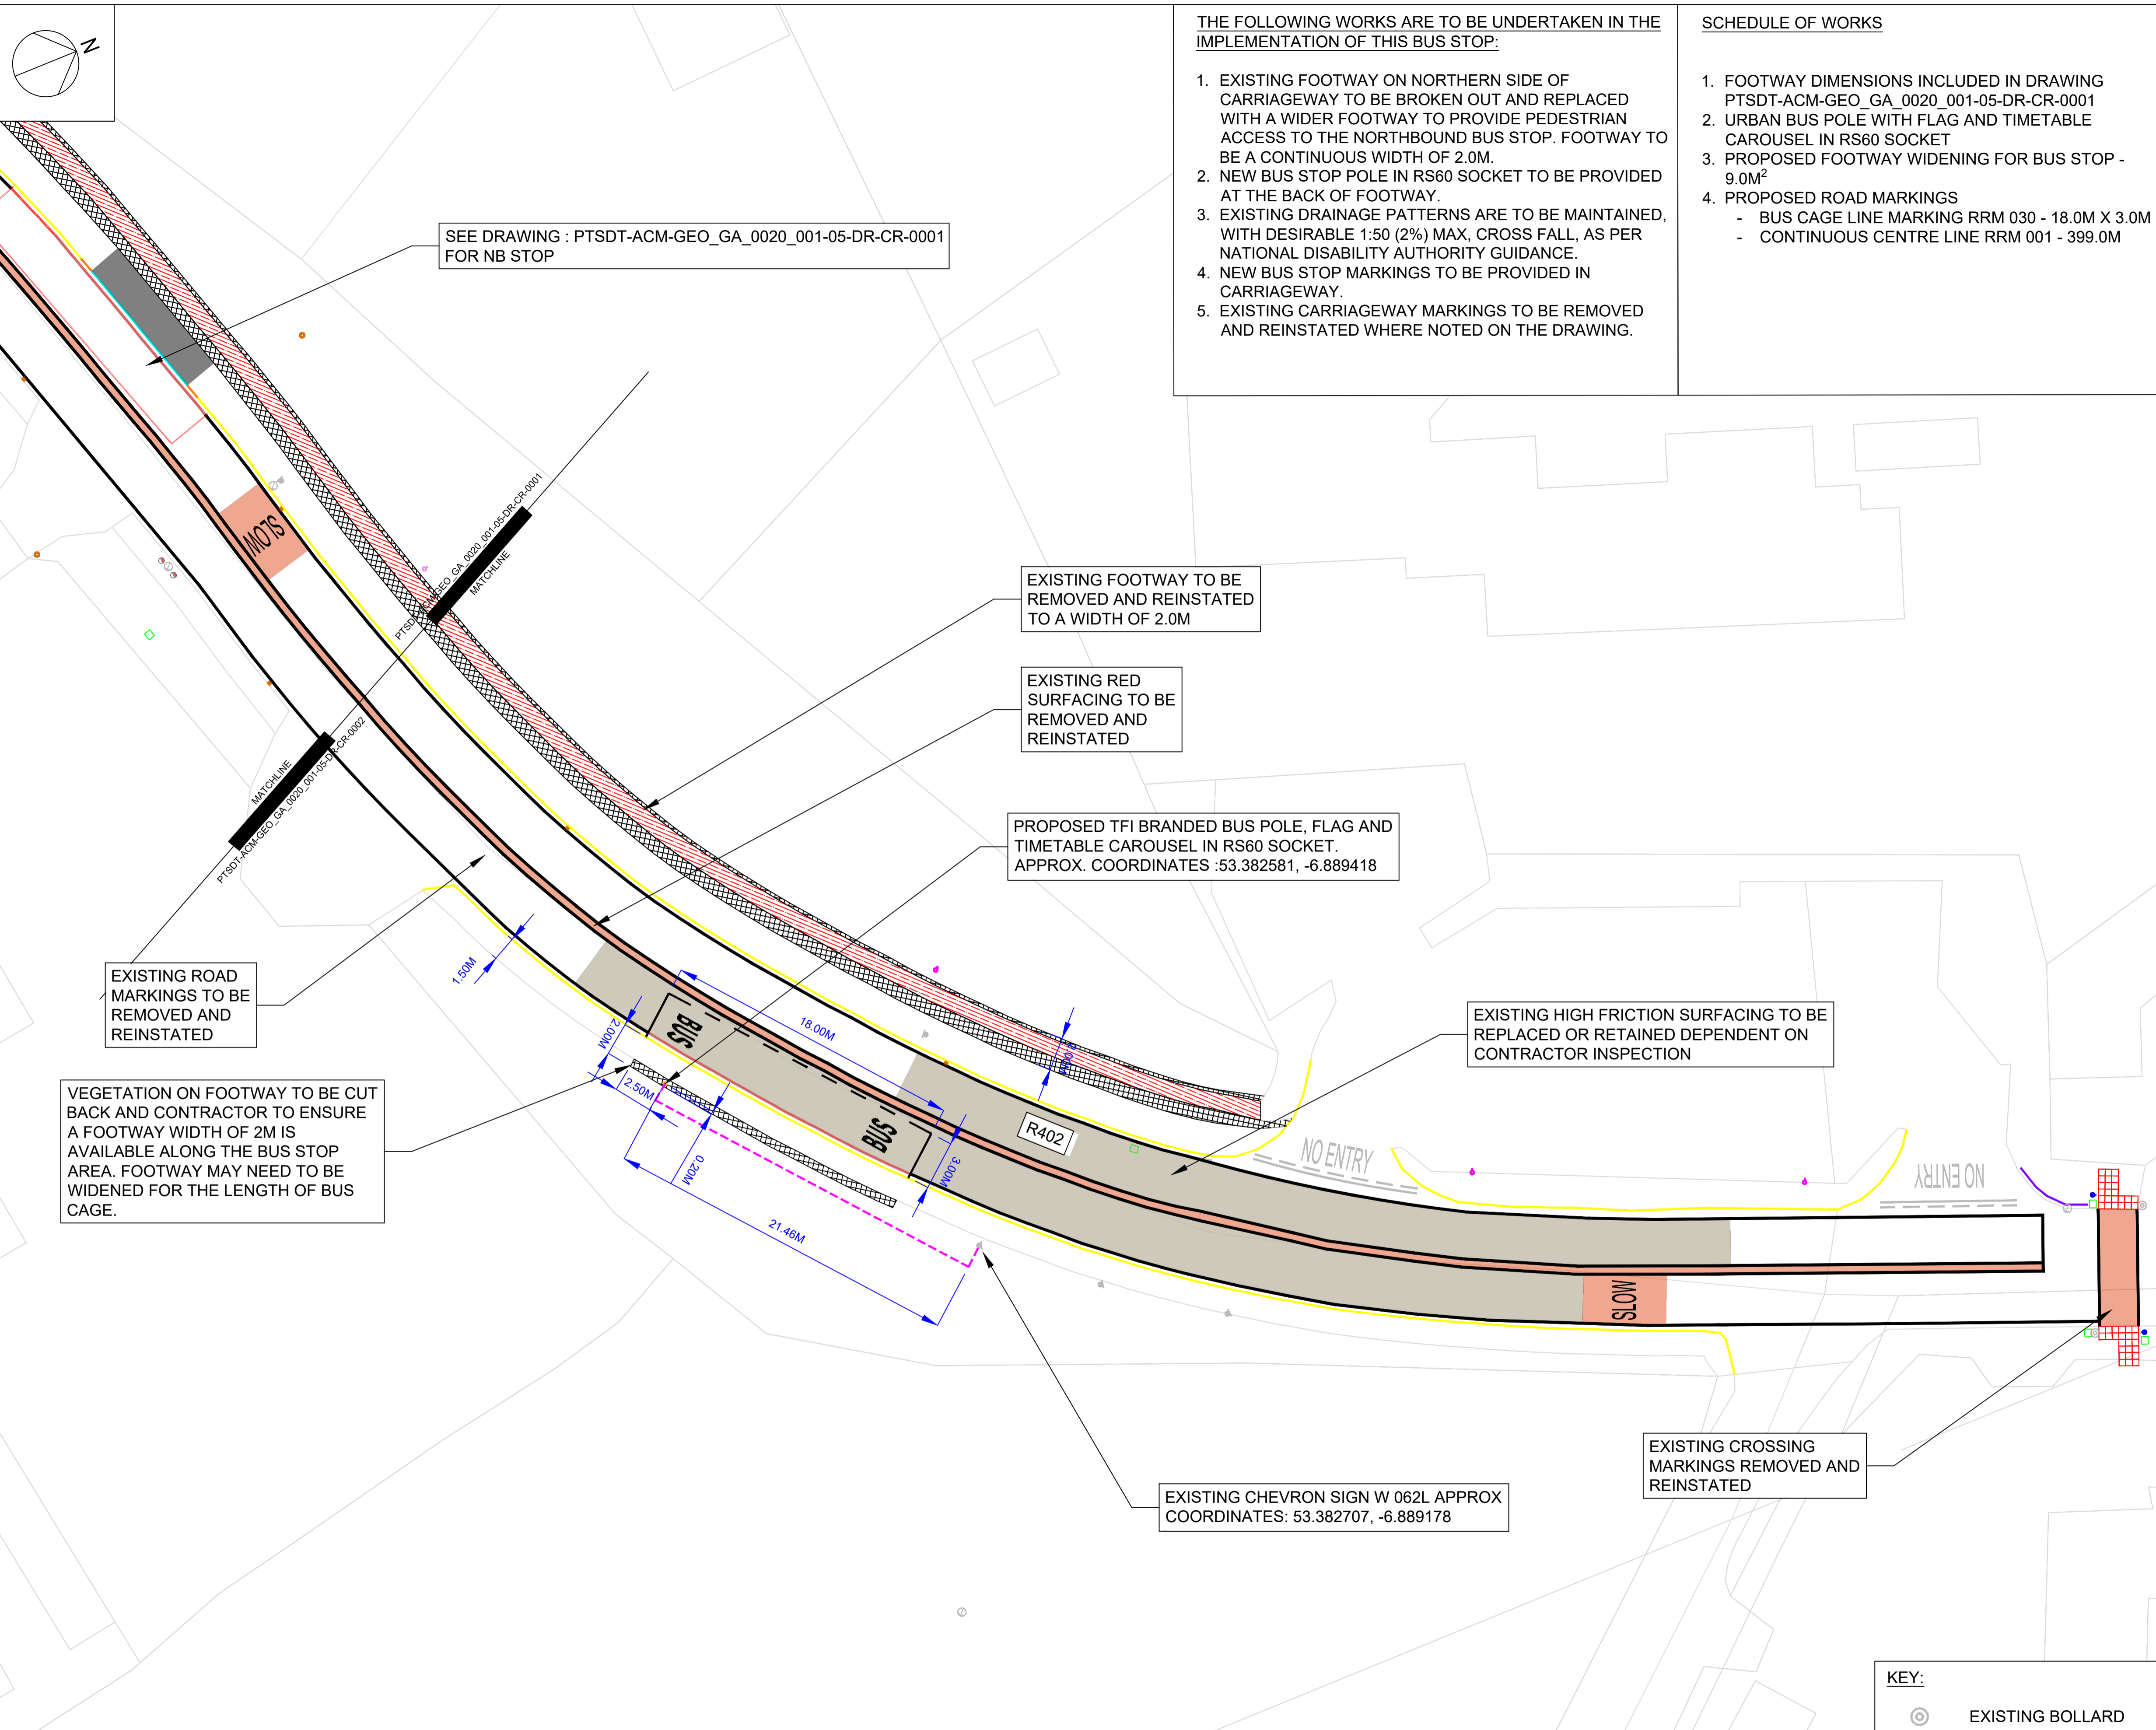 N
THE FOLLOWING WORKS ARE TO BE UNDERTAKEN IN THE
IMPLEMENTATION OF THIS BUS STOP:
1. EXISTING FOOTWAY ON NORTHERN SIDE OF
CARRIAGEWAY TO BE BROKEN OUT AND REPLACED
WITH A WIDER FOOTWAY TO PROVIDE PEDESTRIAN
ACCESS TO THE NORTHBOUND BUS STOP. FOOTWAY TO
BE A CONTINUOUS WIDTH OF 2.0M.
2. NEW BUS STOP POLE IN RS60 SOCKET TO BE PROVIDED
AT THE BACK OF FOOTWAY.
3. EXISTING DRAINAGE PATTERNS ARE TO BE MAINTAINED,
WITH DESIRABLE 1:50 (2%) MAX, CROSS FALL, AS PER
NATIONAL DISABILITY AUTHORITY GUIDANCE.
4. NEW BUS STOP MARKINGS TO BE PROVIDED IN
CARRIAGEWAY.
5. EXISTING CARRIAGEWAY MARKINGS TO BE REMOVED
AND REINSTATED WHERE NOTED ON THE DRAWING.
SCHEDULE OF WORKS
1. FOOTWAY DIMENSIONS INCLUDED IN DRAWING
PTSDT-ACM-GEO_GA_0020_001-05-DR-CR-0001
2. URBAN BUS POLE WITH FLAG AND TIMETABLE
CAROUSEL IN RS60 SOCKET
3. PROPOSED FOOTWAY WIDENING FOR BUS STOP -
9.0M²
4. PROPOSED ROAD MARKINGS
- BUS CAGE LINE MARKING RRM 030 - 18.0M X 3.0M
- CONTINUOUS CENTRE LINE RRM 001 - 399.0M
SEE DRAWING : PTSDT-ACM-GEO_GA_0020_001-05-DR-CR-0001
FOR NB STOP
SLOW
PTSDT-ACM-GEO_GA_0020_001-05-DR-CR-0001
MATCHLINE
MATCHLINE
PTSDT-ACM-GEO_GA_0020_001-05-DR-CR-0002
EXISTING FOOTWAY TO BE
REMOVED AND REINSTATED
TO A WIDTH OF 2.0M
EXISTING RED
SURFACING TO BE
REMOVED AND
REINSTATED
PROPOSED TFI BRANDED BUS POLE, FLAG AND
TIMETABLE CAROUSEL IN RS60 SOCKET.
APPROX. COORDINATES :53.382581, -6.889418
EXISTING ROAD
MARKINGS TO BE
REMOVED AND
REINSTATED
1.50M
18.00M
BUS
2.00M
2.50M
0.20M
21.46M
BUS
3.00M
2.00M
R402
NO ENTRY
NO ENTRY
EXISTING HIGH FRICTION SURFACING TO BE
REPLACED OR RETAINED DEPENDENT ON
CONTRACTOR INSPECTION
VEGETATION ON FOOTWAY TO BE CUT
BACK AND CONTRACTOR TO ENSURE
A FOOTWAY WIDTH OF 2M IS
AVAILABLE ALONG THE BUS STOP
AREA. FOOTWAY MAY NEED TO BE
WIDENED FOR THE LENGTH OF BUS
CAGE.
SLOW
EXISTING CROSSING
MARKINGS REMOVED AND
REINSTATED
EXISTING CHEVRON SIGN W 062L APPROX
COORDINATES: 53.382707, -6.889178
KEY:
EXISTING BOLLARD